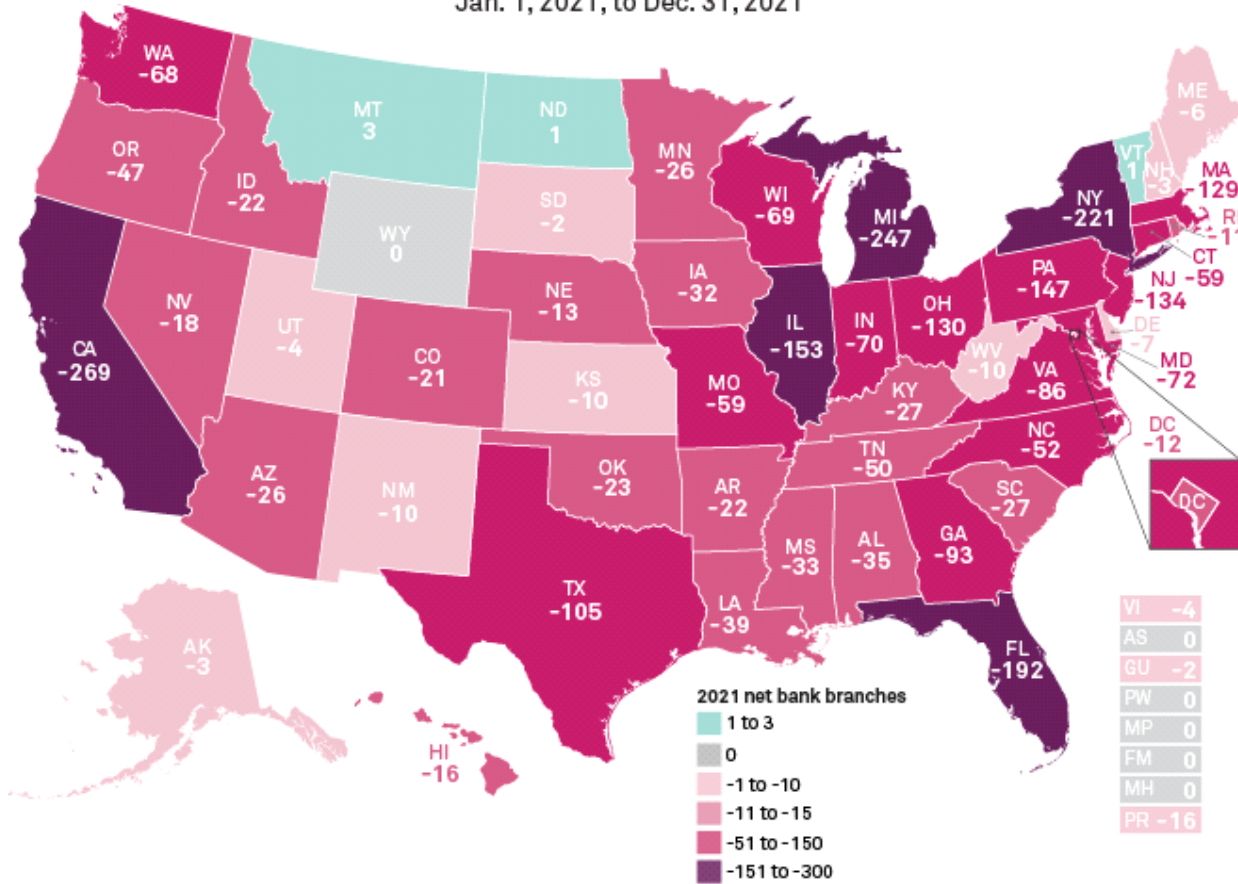 Jan. 1, 2021, to Dec. 31, 2021
WA
-68
MT
3
ND
1
ME
-6
OR
-47
ID
-22
MN
-26
VT
1
NH
-3
MA
-129
SD
-2
WI
-69
MI
-247
NY
-221
WY
0
CT
-59
IA
-32
PA
-147
NJ
-134
NE
-13
NV
-18
UT
-4
IL
-153
IN
-70
OH
-130
DE
-7
CA
-269
CO
-21
WV
-10
MD
-72
KS
-10
MO
-59
KY
-27
VA
-86
DC
-12
NC
-52
AZ
-26
NM
-10
OK
-23
TN
-50
AR
-22
SC
-27
DC
MS
-33
AL
-35
GA
-93
TX
-105
LA
-39
FL
-192
AK
-3
HI
-16
VI -4
AS 0
GU -2
PW 0
MP 0
FM 0
MH 0
PR -16
2021 net bank branches
1 to 3
0
-1 to -10
-11 to -15
-51 to -150
-151 to -300